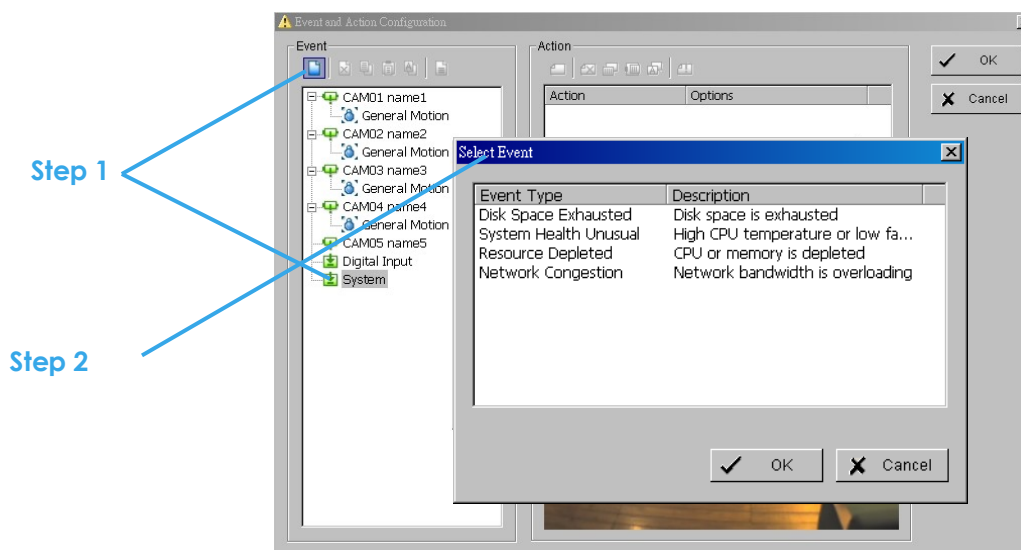 Event and Action Configuration
Event
Action
OK
Cancel
Action Options
CAM01 name1
General Motion
CAM02 name2
General Motion
CAM03 name3
General Motion
CAM04 name4
General Motion
CAM05 name5
Digital Input
System
Step 1
Step 2
Select Event
Event Type Description
Disk Space Exhausted Disk space is exhausted
System Health Unusual High CPU temperature or low fa...
Resource Depleted CPU or memory is depleted
Network Congestion Network bandwidth is overloading
OK Cancel